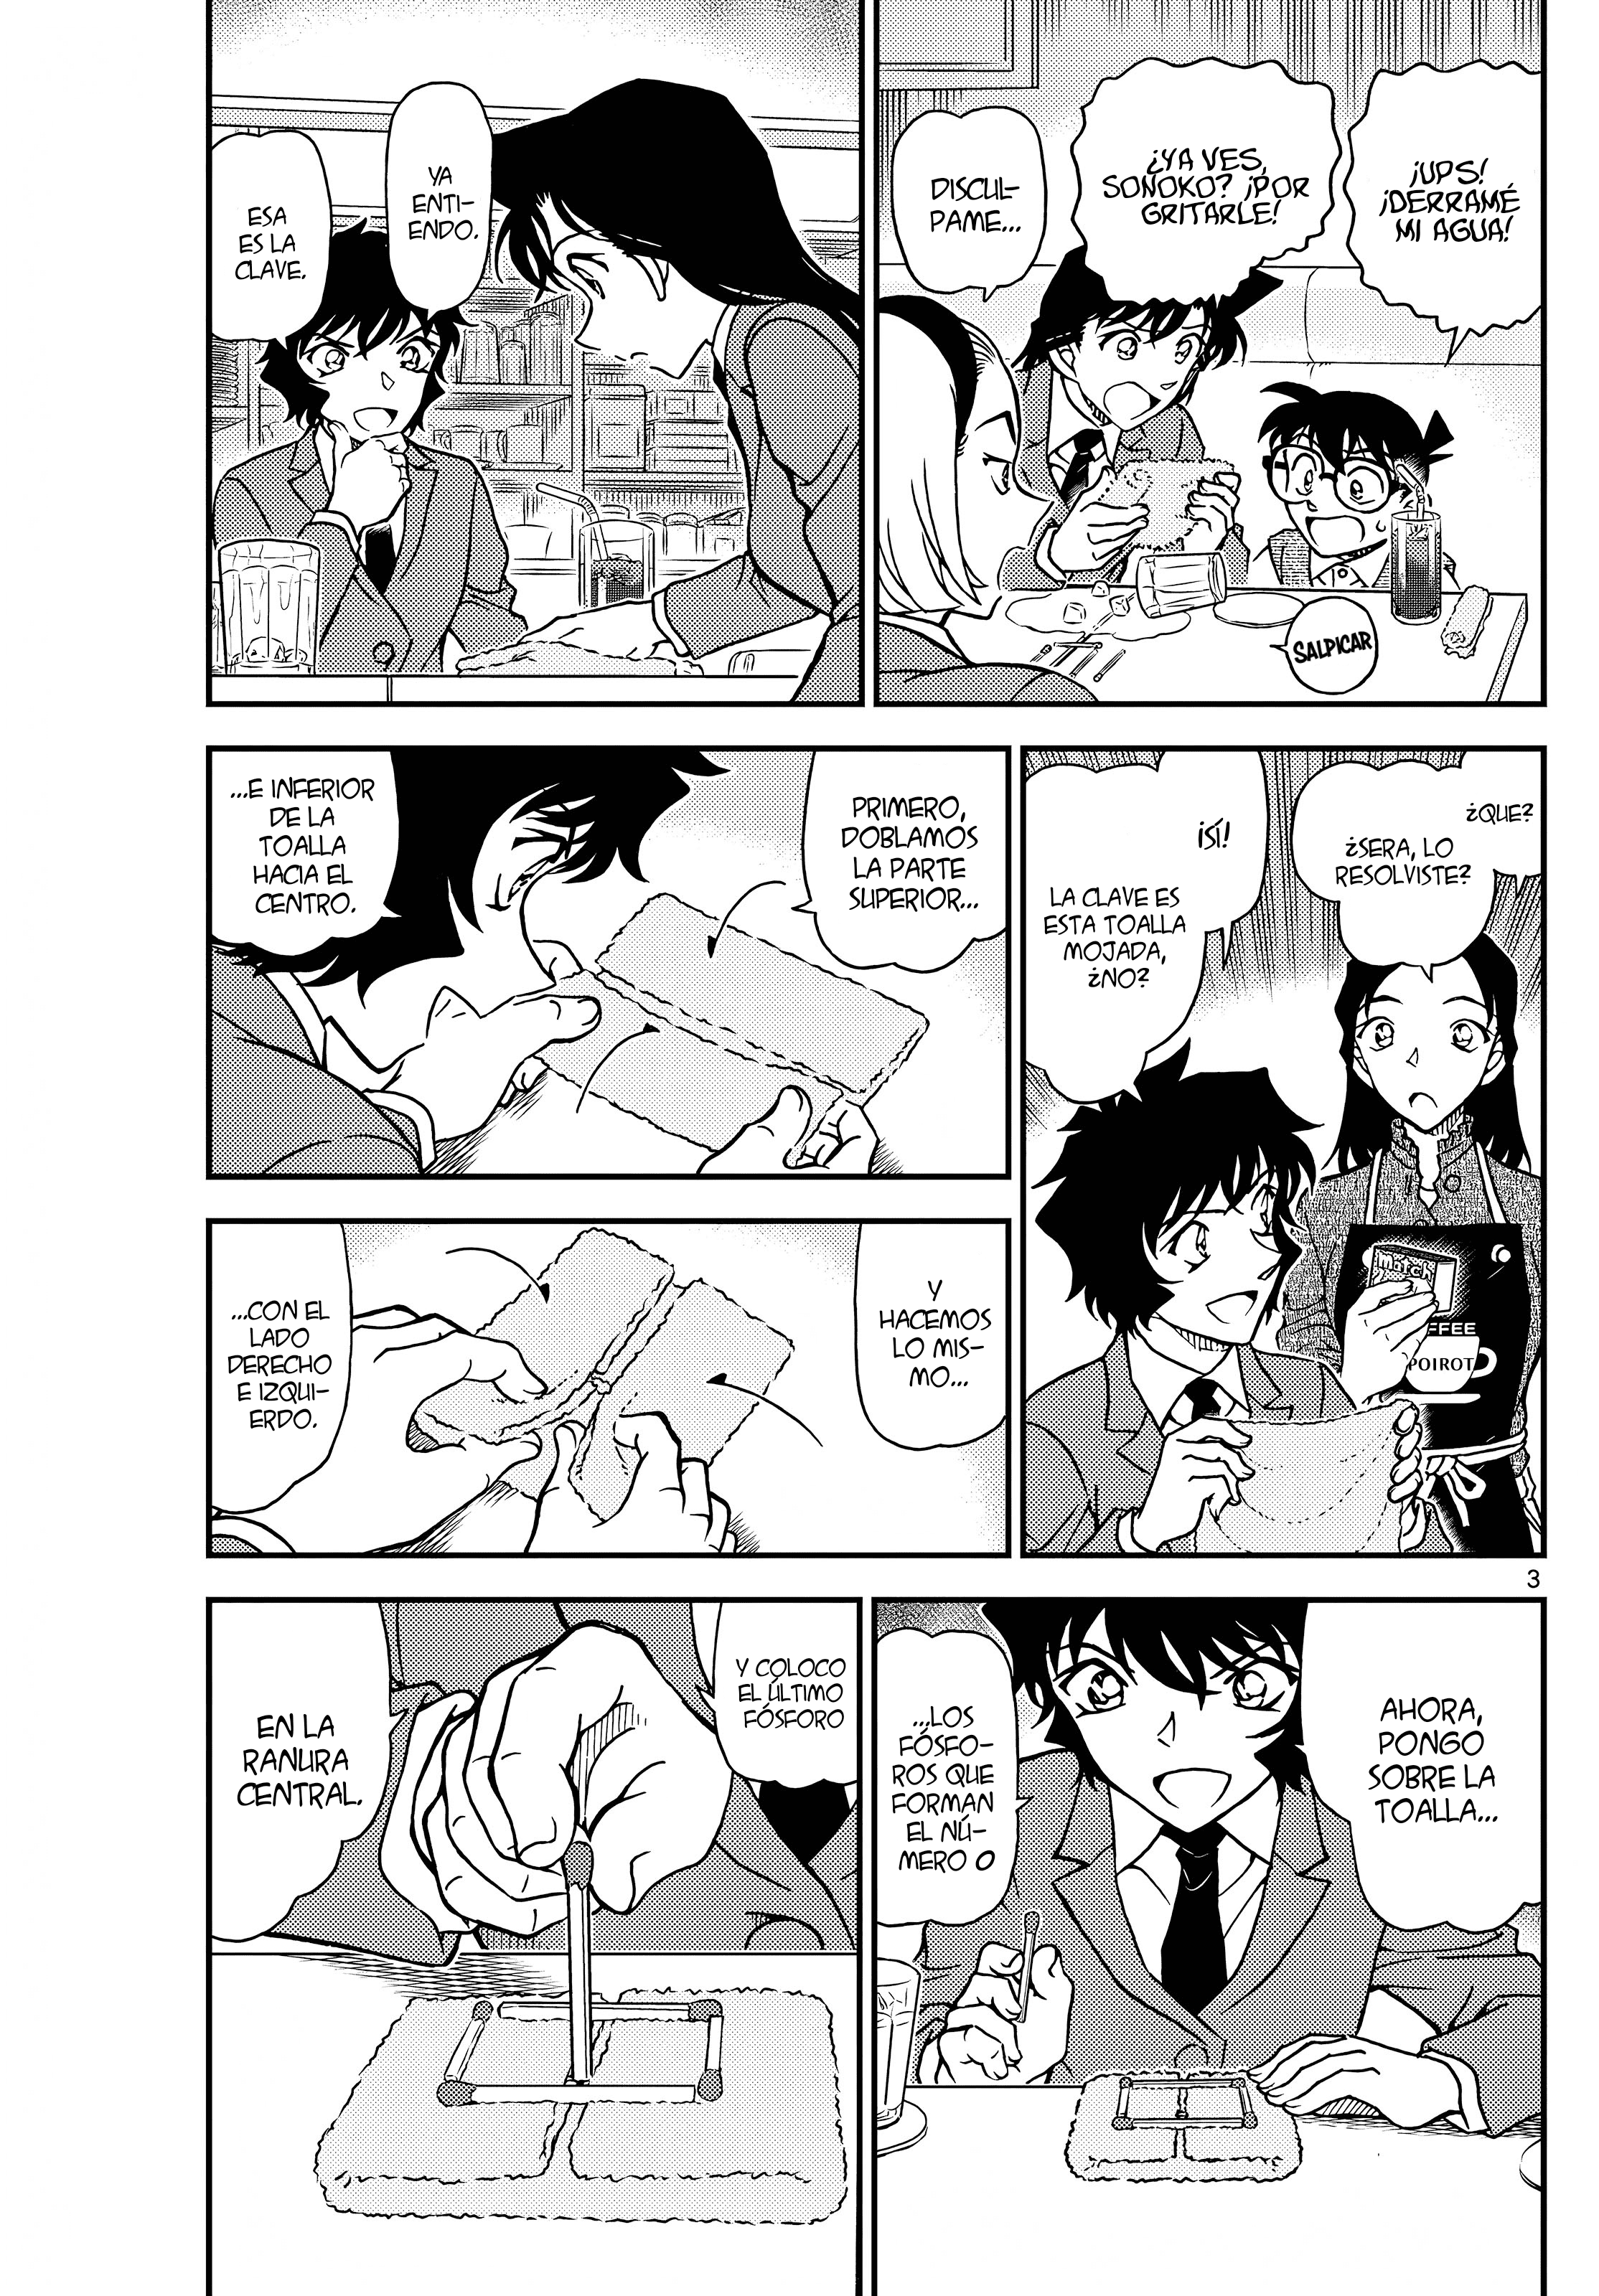 ¡UPS!
¡DERRAMÉ
MI AGUA!
¿YA VES,
SONOKO? ¡POR
GRITARLE!
DISCUL-
PAME...
SALPICAR
YA
ENTI-
ENDO.
ESA
ES LA
CLAVE.
¿QUE?
¿SERA, LO
RESOLVISTE?
¡SÍ!
LA CLAVE ES
ESTA TOALLA
MOJADA,
¿NO?
match
FFEE
POIROT
PRIMERO,
DOBLAMOS
LA PARTE
SUPERIOR...
...E INFERIOR
DE LA
TOALLA
HACIA EL
CENTRO.
Y
HACEMOS
LO MIS-
MO...
...CON EL
LADO
DERECHO
E IZQUI-
ERDO.
3
AHORA,
PONGO
SOBRE LA
TOALLA...
...LOS
FÓSFO-
ROS QUE
FORMAN
EL NÚ-
MERO 0
Y COLOCO
EL ÚLTIMO
FÓSFORO
EN LA
RANURA
CENTRAL.